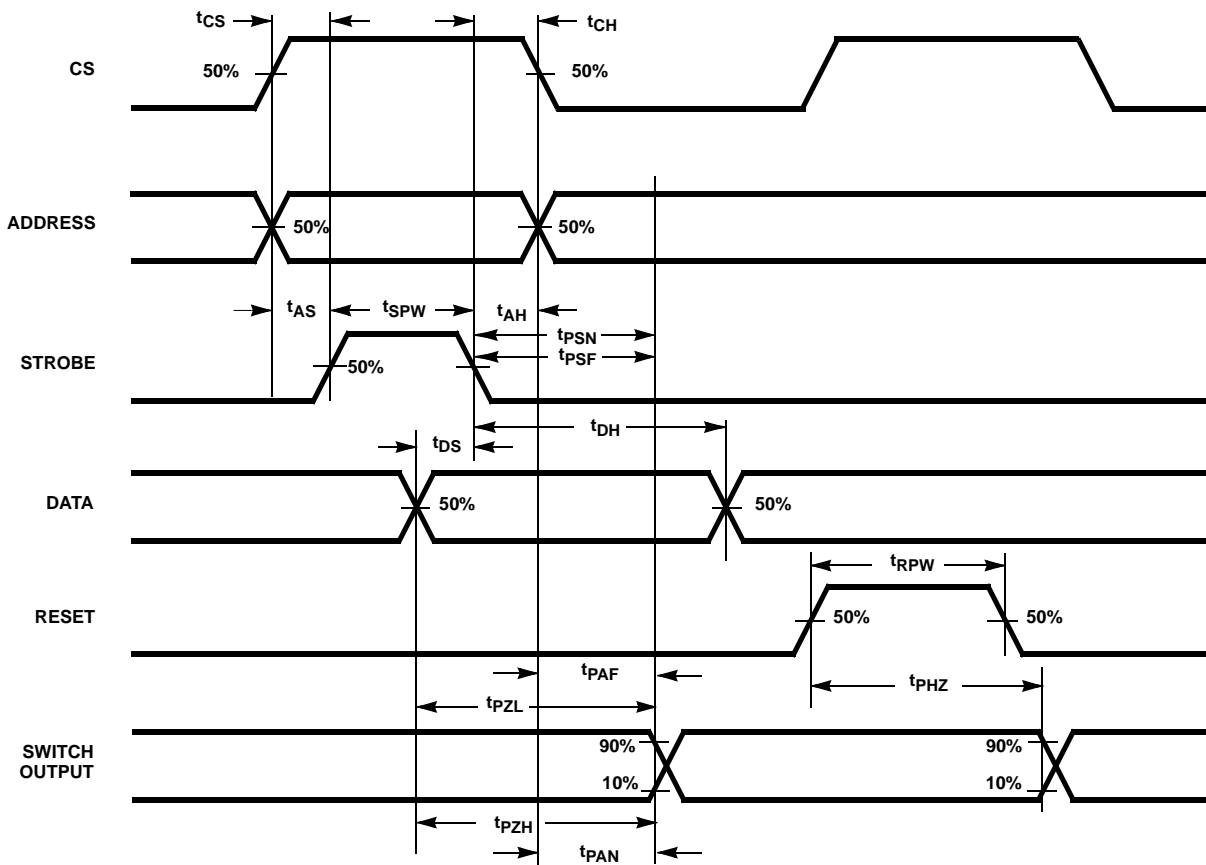 tCS
tCH
CS
50%
50%
ADDRESS
50%
50%
tAS
tSPW
tAH
tPSN
tPSF
STROBE
50%
tDH
tDS
DATA
50%
50%
tRPW
RESET
50%
50%
tPAF
tPHZ
tPZL
SWITCH
OUTPUT
90%
90%
10%
10%
tPZH
tPAN